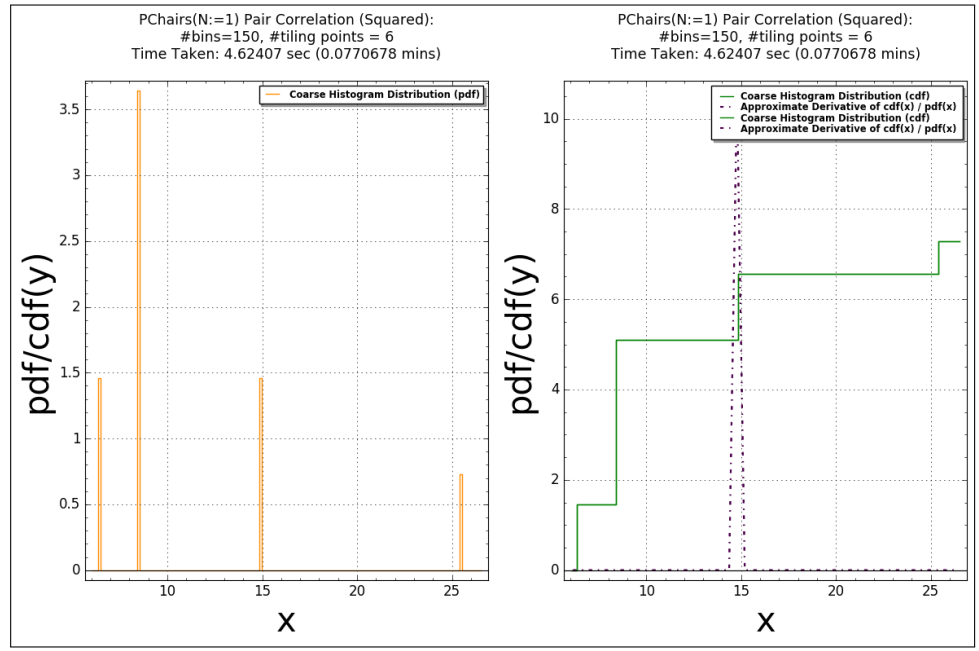 PChairs(N:=1) Pair Correlation (Squared):
#bins=150, #tiling points = 6
Time Taken: 4.62407 sec (0.0770678 mins)
Coarse Histogram Distribution (pdf)
3.5
3
2.5
2
1.5
1
0.5
0
pdf/cdf(y)
10
15
20
25
x
PChairs(N:=1) Pair Correlation (Squared):
#bins=150, #tiling points = 6
Time Taken: 4.62407 sec (0.0770678 mins)
Coarse Histogram Distribution (cdf)
Approximate Derivative of cdf(x) / pdf(x)
Coarse Histogram Distribution (cdf)
Approximate Derivative of cdf(x) / pdf(x)
10
8
6
4
2
0
pdf/cdf(y)
10
15
20
25
x